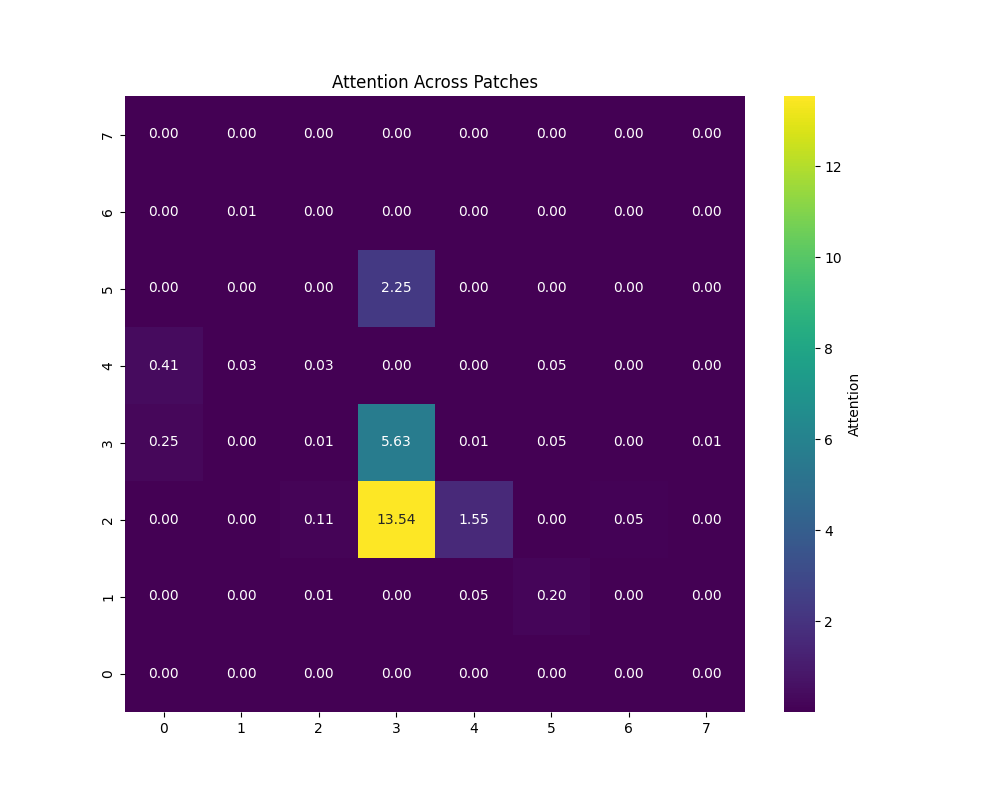 Attention Across Patches
7 0.00 0.00 0.00 0.00 0.00 0.00 0.00 0.00
6 0.00 0.01 0.00 0.00 0.00 0.00 0.00 0.00
5 0.00 0.00 0.00 2.25 0.00 0.00 0.00 0.00
4 0.41 0.03 0.03 0.00 0.00 0.05 0.00 0.00
3 0.25 0.00 0.01 5.63 0.01 0.05 0.00 0.01
2 0.00 0.00 0.11 13.54 1.55 0.00 0.05 0.00
1 0.00 0.00 0.01 0.00 0.05 0.20 0.00 0.00
0 0.00 0.00 0.00 0.00 0.00 0.00 0.00 0.00
0 1 2 3 4 5 6 7
12
10
8
6
4
2
Attention